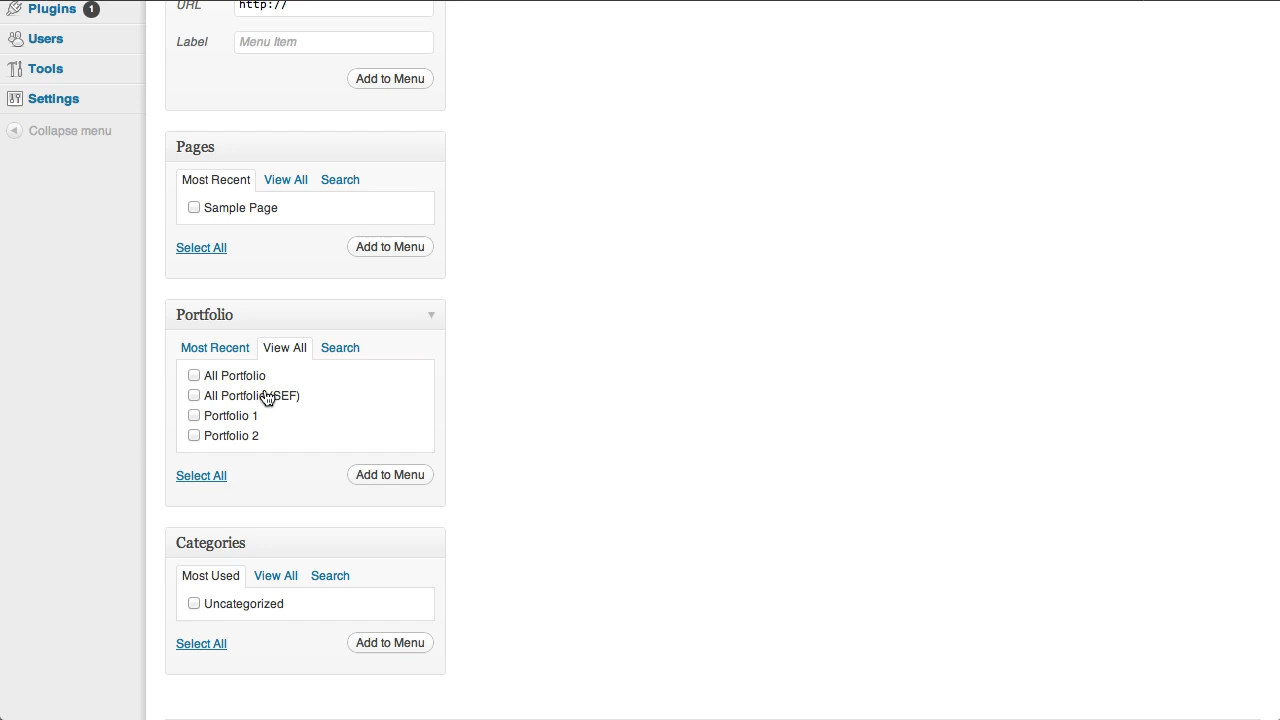 Plugins 1
Users
Tools
Settings
Collapse menu
URL http://
Label Menu Item
Add to Menu
Pages
Most Recent View All Search
Sample Page
Select All Add to Menu
Portfolio
Most Recent View All Search
All Portfolio
All Portfolio (SEF)
Portfolio 1
Portfolio 2
Select All Add to Menu
Categories
Most Used View All Search
Uncategorized
Select All Add to Menu